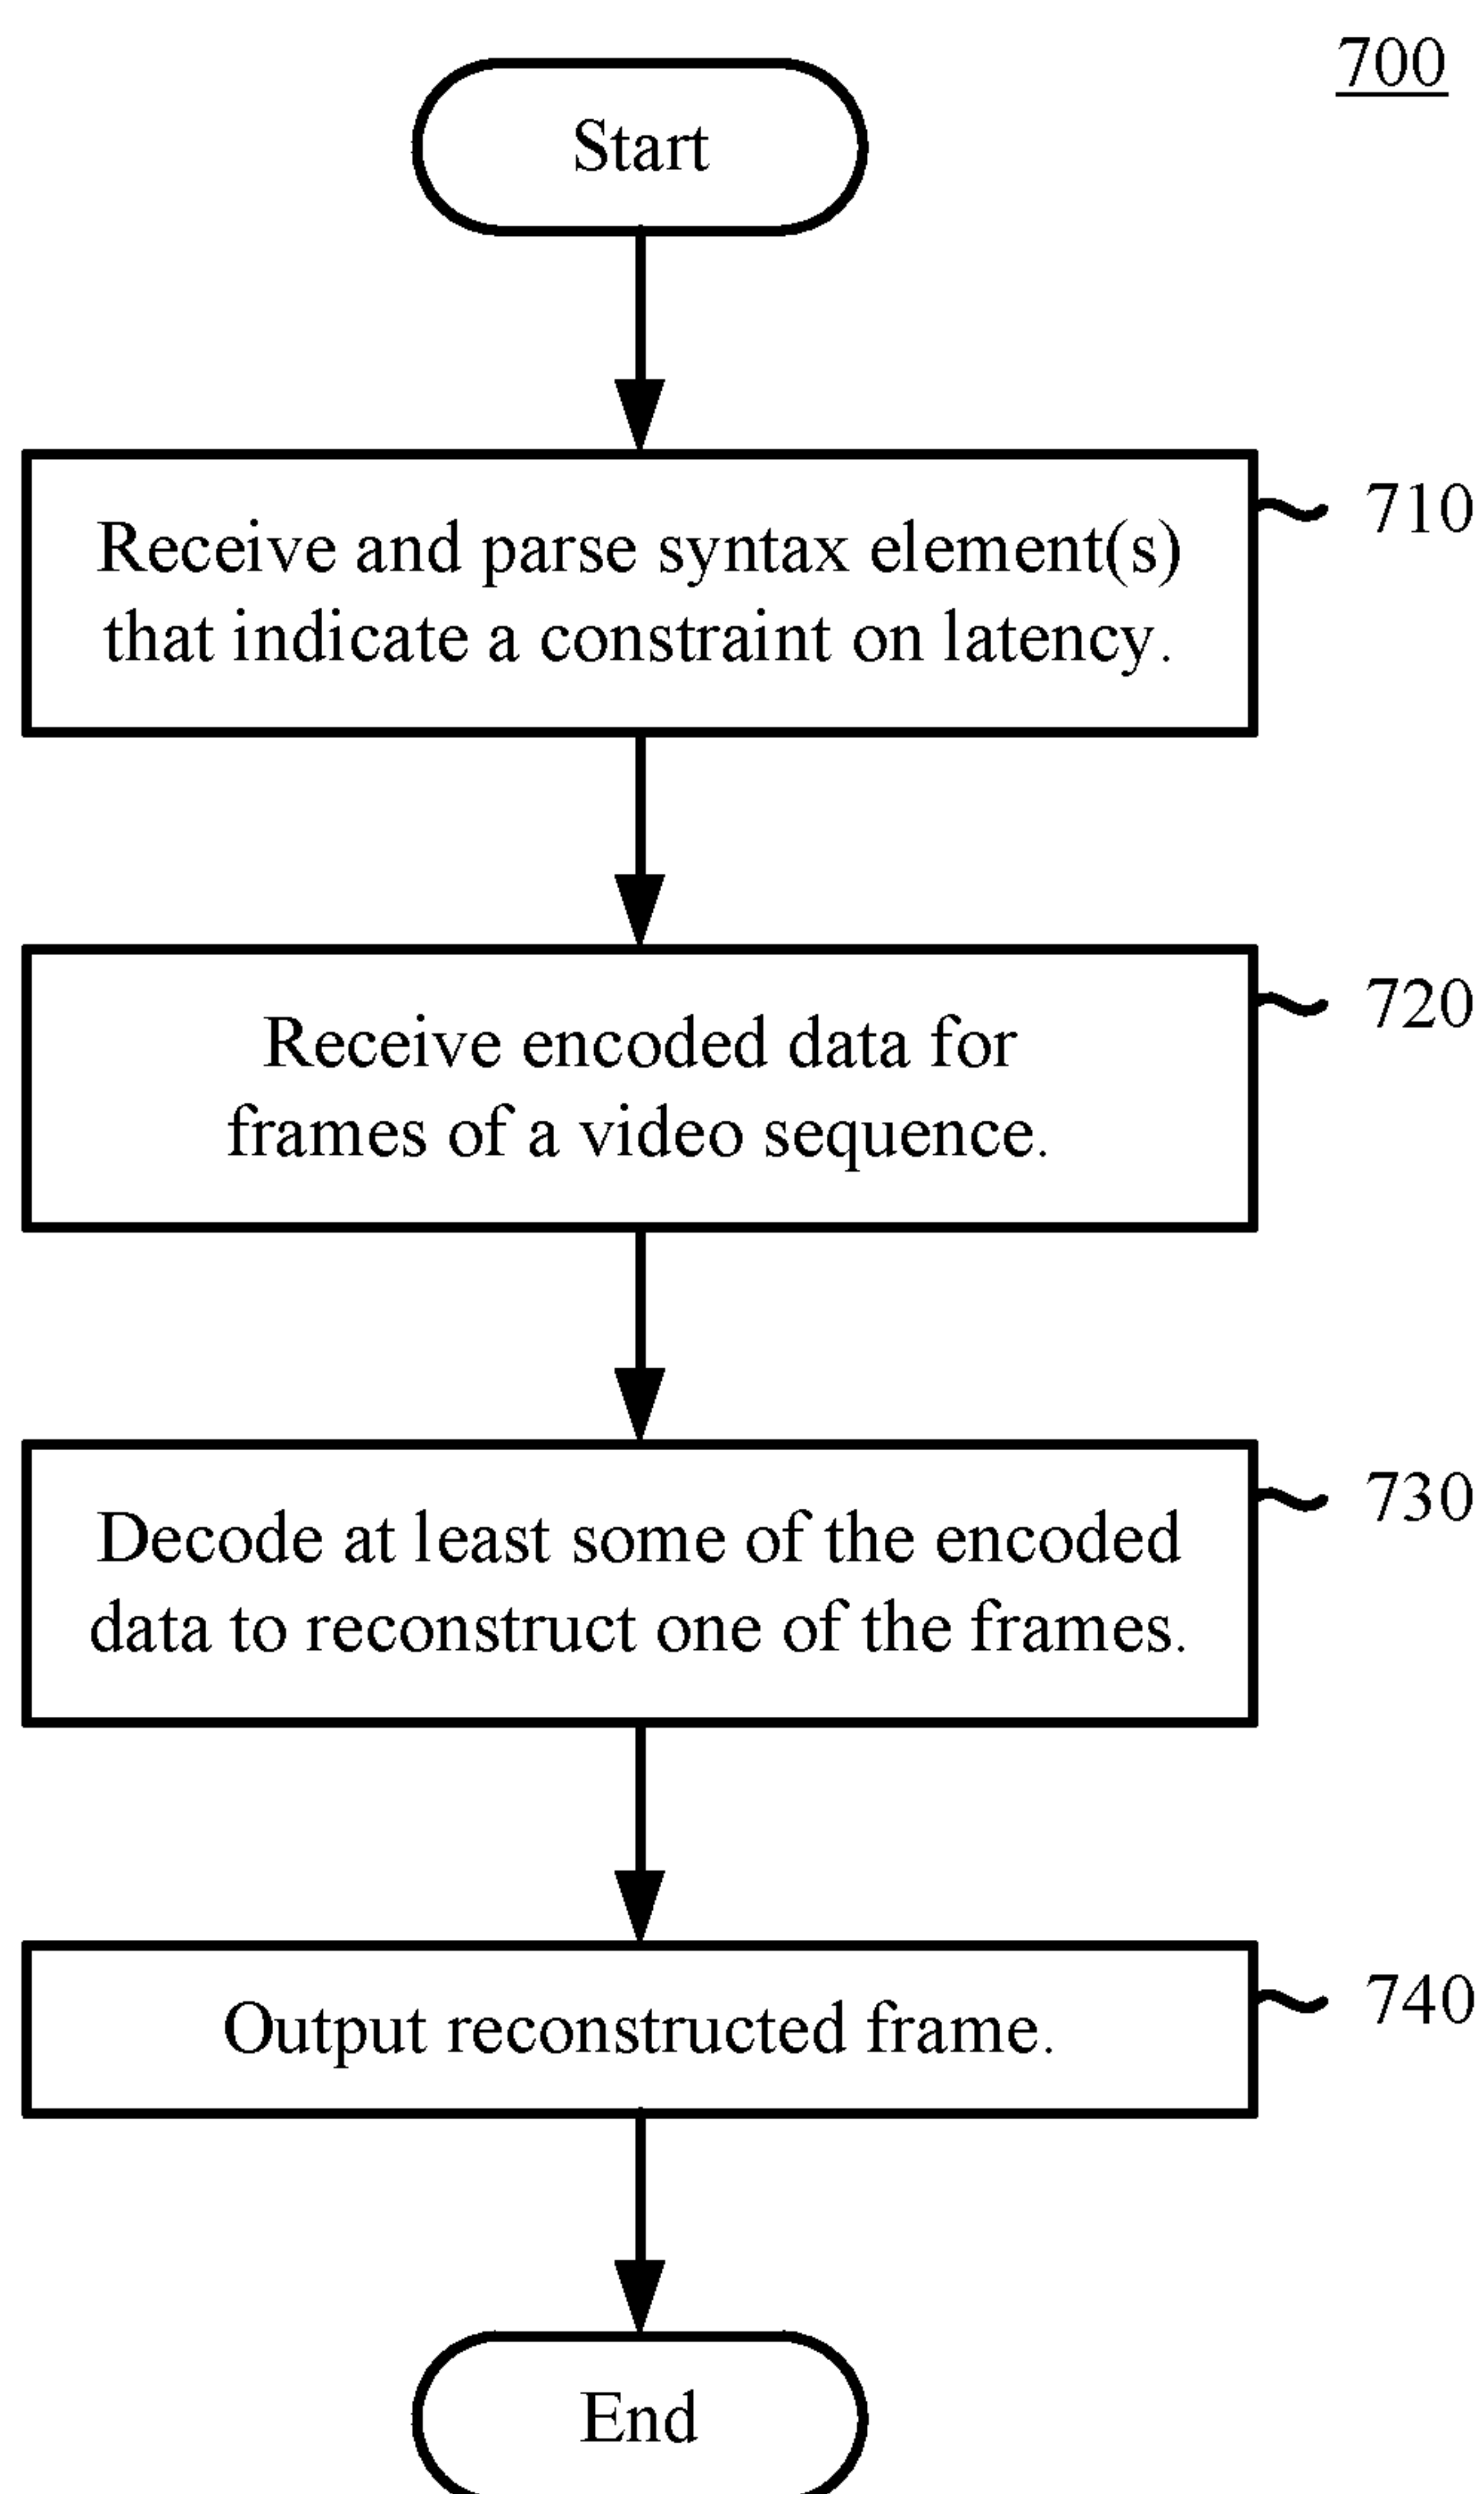 700
Start
Receive and parse syntax element(s)
that indicate a constraint on latency.
710
Receive encoded data for
frames of a video sequence.
720
Decode at least some of the encoded
data to reconstruct one of the frames.
730
Output reconstructed frame.
740
End